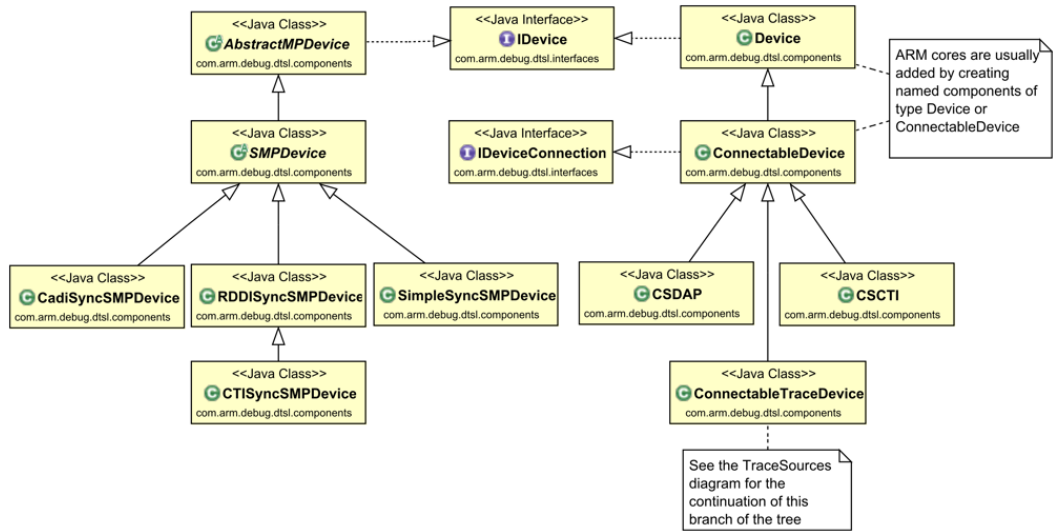 <<Java Class>>
AbstractMPDevice
com.arm.debug.dtsl.components
<<Java Interface>>
IDevice
com.arm.debug.dtsl.interfaces
<<Java Class>>
Device
com.arm.debug.dtsl.components
ARM cores are usually
added by creating
named components of
type Device or
ConnectableDevice
<<Java Class>>
SMPDevice
com.arm.debug.dtsl.components
<<Java Interface>>
IDeviceConnection
com.arm.debug.dtsl.interfaces
<<Java Class>>
ConnectableDevice
com.arm.debug.dtsl.components
<<Java Class>>
CadiSyncSMPDevice
com.arm.debug.dtsl.components
<<Java Class>>
RDDISyncSMPDevice
com.arm.debug.dtsl.components
<<Java Class>>
SimpleSyncSMPDevice
com.arm.debug.dtsl.components
<<Java Class>>
CSDAP
com.arm.debug.dtsl.components
<<Java Class>>
CSCTI
com.arm.debug.dtsl.components
<<Java Class>>
CTISyncSMPDevice
com.arm.debug.dtsl.components
<<Java Class>>
ConnectableTraceDevice
com.arm.debug.dtsl.components
See the TraceSources
diagram for the
continuation of this
branch of the tree